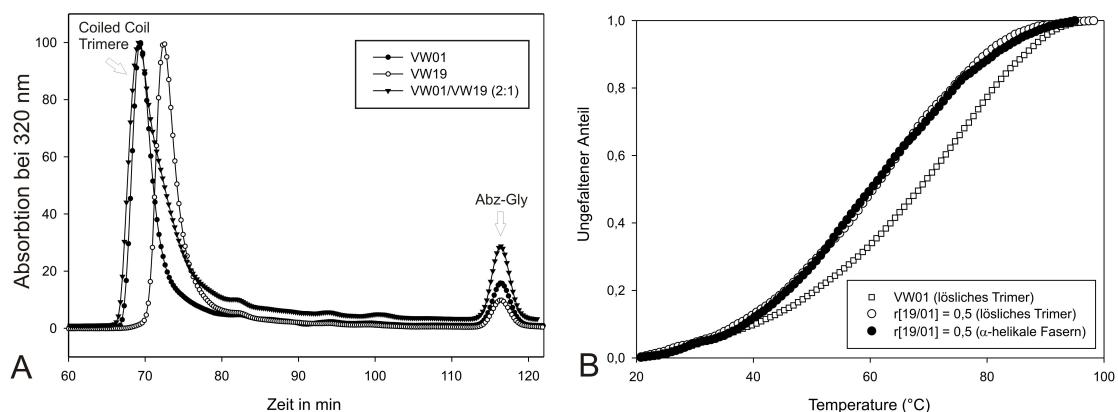 A
Absorbtion bei 320 nm
100
80
60
40
20
0
Coiled Coil
Trimere
VW01
VW19
VW01/VW19 (2:1)
Abz-Gly
60 70 80 90 100 110 120
Zeit in min
B
Ungefaltener Anteil
1,0
0,8
0,6
0,4
0,2
0,0
VW01 (lösliches Trimer)
r[19/01] = 0,5 (lösliches Trimer)
r[19/01] = 0,5 (α-helikale Fasern)
20 40 60 80 100
Temperatur (°C)